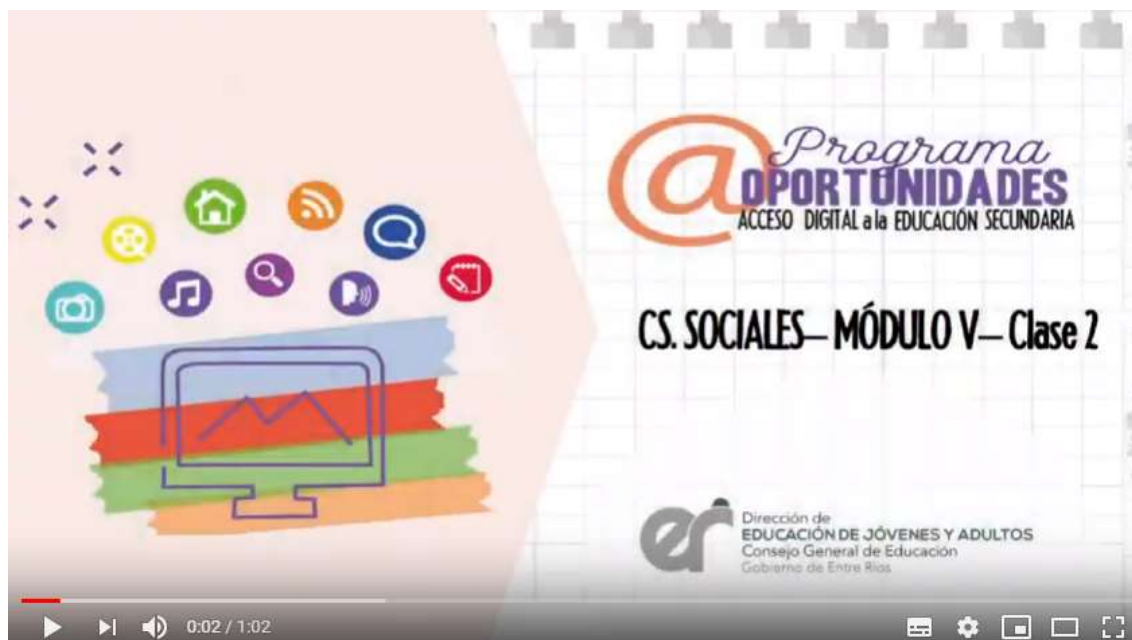 @Programa
OPORTUNIDADES
ACCESO DIGITAL a la EDUCACIÓN SECUNDARIA
CS. SOCIALES– MÓDULO V– Clase 2
er
Dirección de
EDUCACIÓN DE JÓVENES Y ADULTOS
Consejo General de Educación
Gobierno de Entre Ríos
0:02 / 1:02